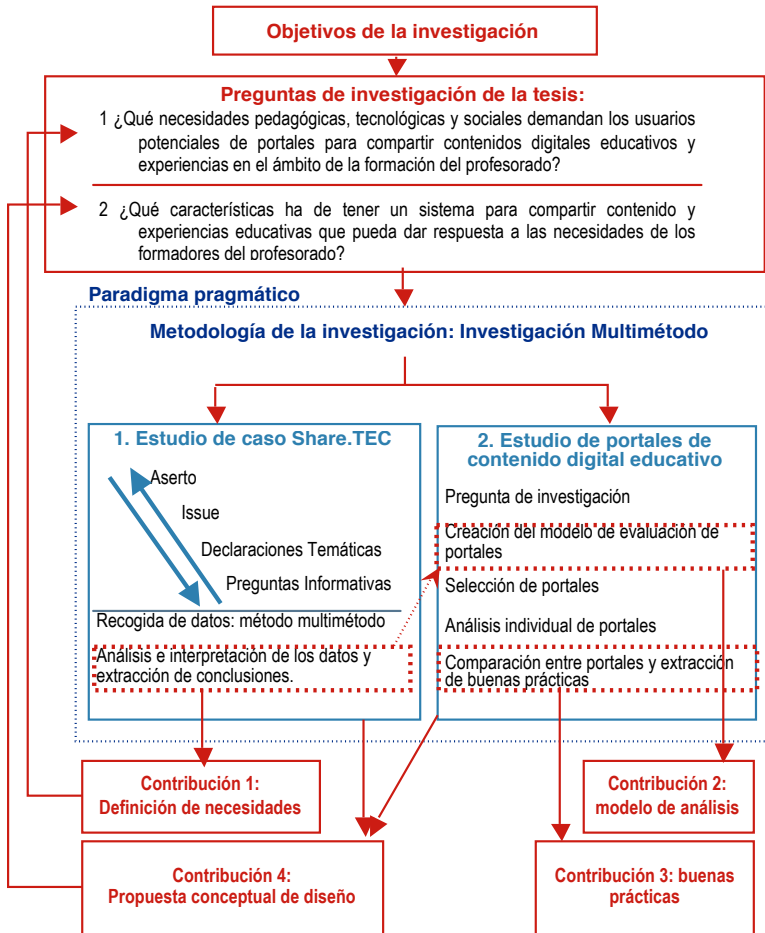 Objetivos de la investigación
Preguntas de investigación de la tesis:
1 ¿Qué necesidades pedagógicas, tecnológicas y sociales demandan los usuarios
potenciales de portales para compartir contenidos digitales educativos y
experiencias en el ámbito de la formación del profesorado?
2 ¿Qué características ha de tener un sistema para compartir contenido y
experiencias educativas que pueda dar respuesta a las necesidades de los
formadores del profesorado?
Paradigma pragmático
Metodología de la investigación: Investigación Multimétodo
1. Estudio de caso Share.TEC
Aserto
Issue
Declaraciones Temáticas
Preguntas Informativas
Recogida de datos: método multimétodo
Análisis e interpretación de los datos y
extracción de conclusiones.
2. Estudio de portales de
contenido digital educativo
Pregunta de investigación
Creación del modelo de evaluación de
portales
Selección de portales
Análisis individual de portales
Comparación entre portales y extracción
de buenas prácticas
Contribución 1:
Definición de necesidades
Contribución 2:
modelo de análisis
Contribución 4:
Propuesta conceptual de diseño
Contribución 3: buenas
prácticas